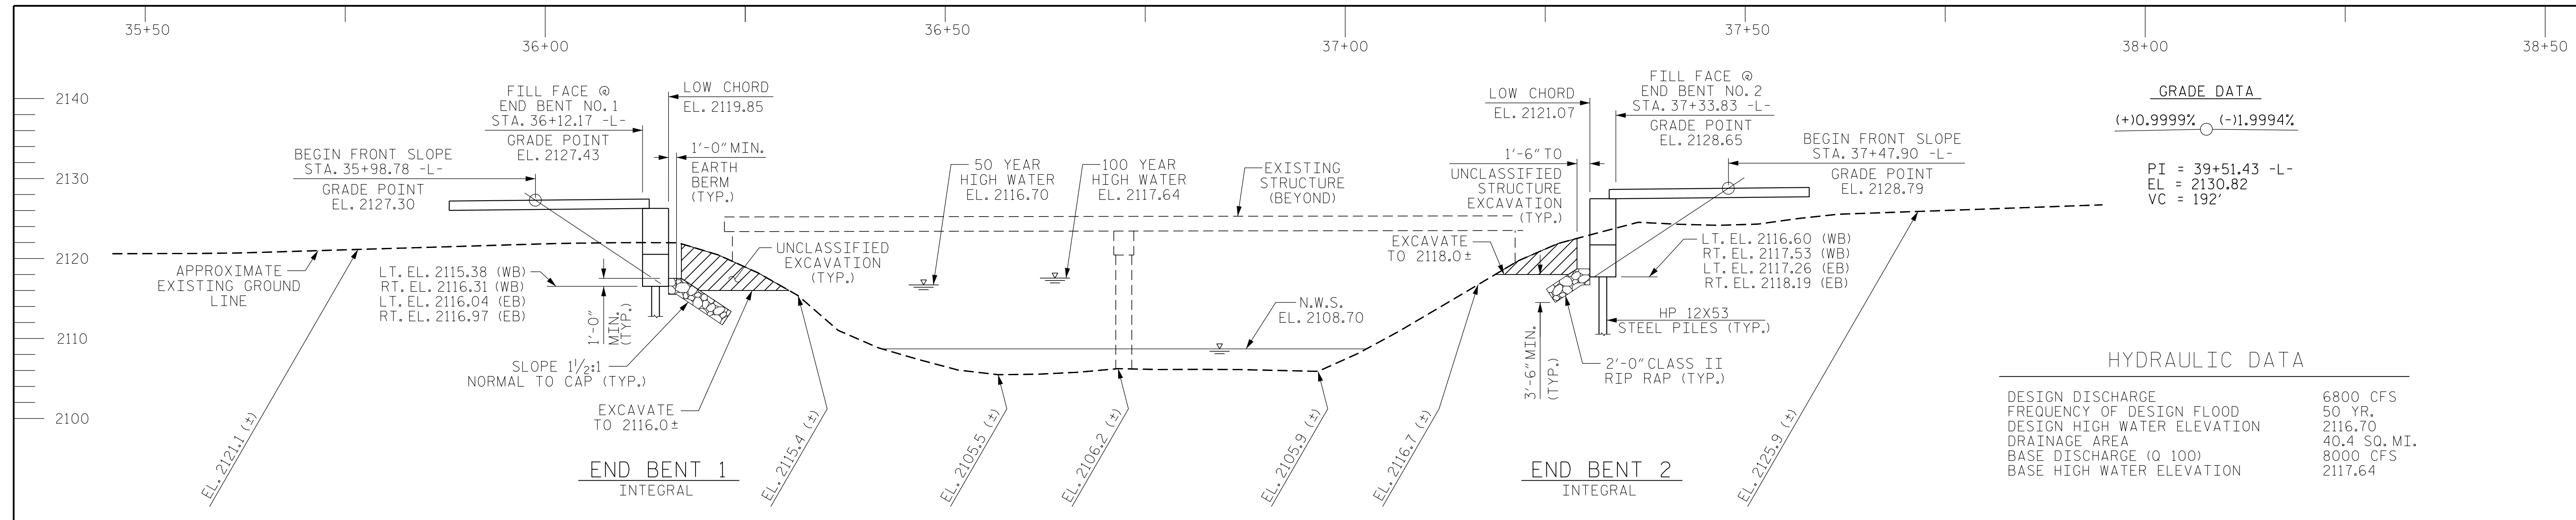 35+50
36+00
36+50
37+00
37+50
38+00
38+50
2140
2130
2120
2110
2100
BEGIN FRONT SLOPE
STA. 35+98.78 -L-
GRADE POINT
EL. 2127.30
FILL FACE @
END BENT NO. 1
STA. 36+12.17 -L-
GRADE POINT
EL. 2127.43
LOW CHORD
EL. 2119.85
1'-0" MIN.
EARTH
BERM
(TYP.)
50 YEAR
HIGH WATER
EL. 2116.70
100 YEAR
HIGH WATER
EL. 2117.64
EXISTING
STRUCTURE
(BEYOND)
LOW CHORD
EL. 2121.07
1'-6" TO
UNCLASSIFIED
STRUCTURE
EXCAVATION
(TYP.)
FILL FACE @
END BENT NO. 2
STA. 37+33.83 -L-
GRADE POINT
EL. 2128.65
BEGIN FRONT SLOPE
STA. 37+47.90 -L-
GRADE POINT
EL. 2128.79
GRADE DATA
(+)0.9999% (-)1.9994%
PI = 39+51.43 -L-
EL = 2130.82
VC = 192'
APPROXIMATE
EXISTING GROUND
LINE
LT. EL. 2115.38 (WB)
RT. EL. 2116.31 (WB)
LT. EL. 2116.04 (EB)
RT. EL. 2116.97 (EB)
1'-0"
MIN.
(TYP.)
UNCLASSIFIED
EXCAVATION
(TYP.)
SLOPE 1½:1
NORMAL TO CAP (TYP.)
EXCAVATE
TO 2116.0±
N.W.S.
EL. 2108.70
EXCAVATE
TO 2118.0±
3'-6" MIN.
(TYP.)
LT. EL. 2116.60 (WB)
RT. EL. 2117.53 (WB)
LT. EL. 2117.26 (EB)
RT. EL. 2118.19 (EB)
HP 12X53
STEEL PILES (TYP.)
2'-0" CLASS II
RIP RAP (TYP.)
EL. 2121.1 (±)
EL. 2115.4 (±)
EL. 2105.5 (±)
EL. 2106.2 (±)
EL. 2105.9 (±)
EL. 2116.7 (±)
EL. 2125.9 (±)
END BENT 1
INTEGRAL
END BENT 2
INTEGRAL
HYDRAULIC DATA
DESIGN DISCHARGE 6800 CFS
FREQUENCY OF DESIGN FLOOD 50 YR.
DESIGN HIGH WATER ELEVATION 2116.70
DRAINAGE AREA 40.4 SQ. MI.
BASE DISCHARGE (Q 100) 8000 CFS
BASE HIGH WATER ELEVATION 2117.64